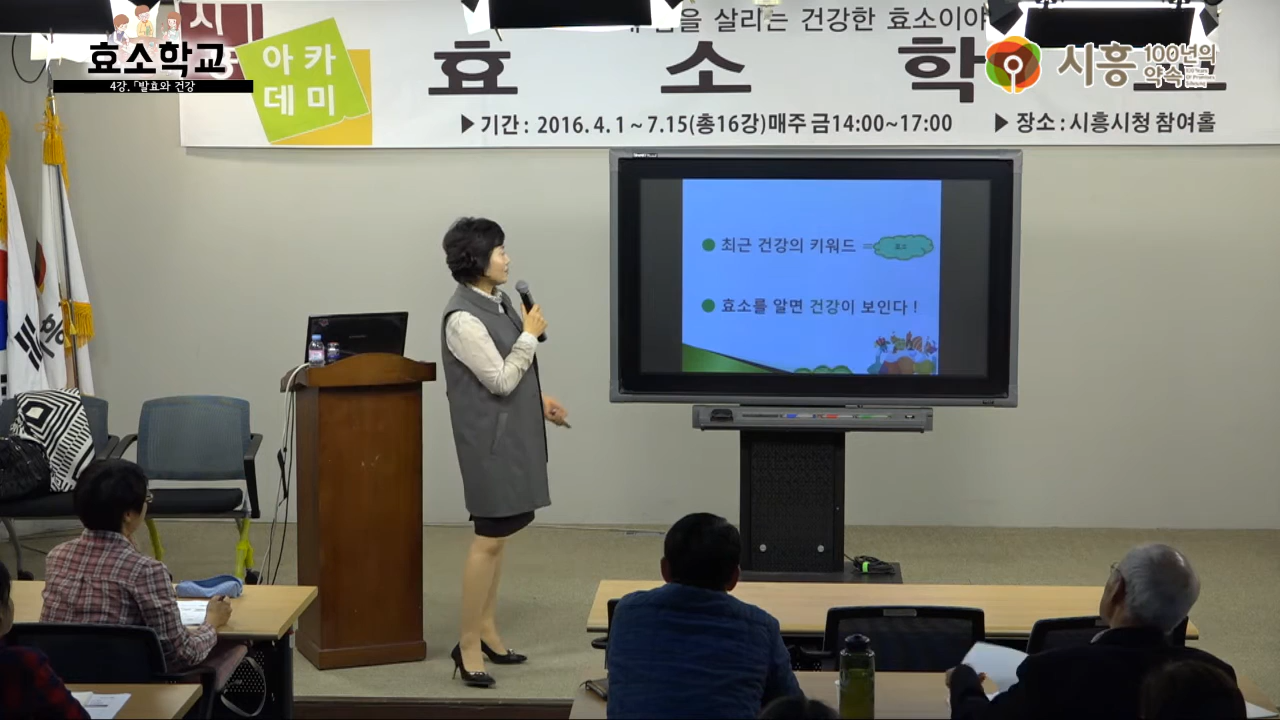 효소학교
4강. 「발효와 건강
시
아카
데미
살리는 건강한 효소이야
효 소 학
▶기간 : 2016. 4. 1 ~ 7.15(총16강)매주 금14:00~17:00
▶장소 : 시흥시청 참여홀
시흥 100년의
약속
최근 건강의 키워드
효소
효소를 알면 건강이 보인다 !